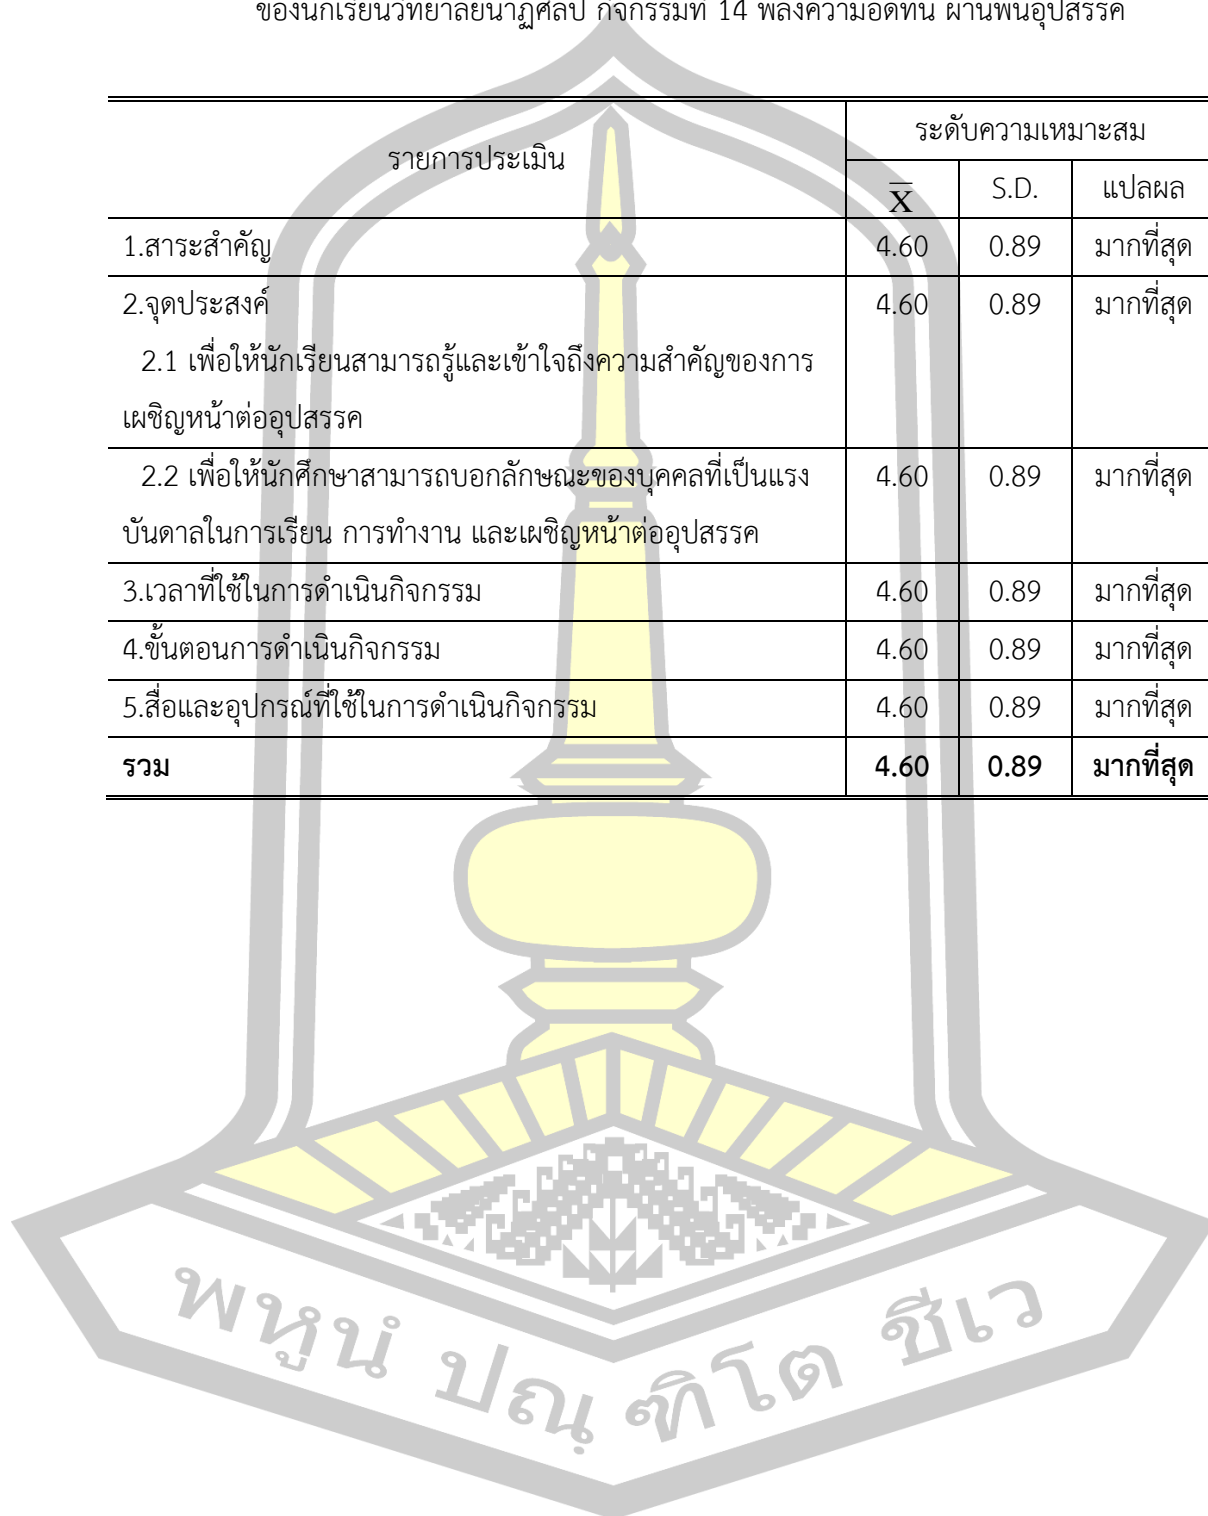 ของนักเรียนวิทยาลัยนาฏศิลป กิจกรรมที่ 14 พลังความอดทน ผ่านพ้นอุปสรรค
รายการประเมิน
ระดับความเหมาะสม
X̅ S.D. แปลผล
1.สาระสำคัญ 4.60 0.89 มากที่สุด
2.จุดประสงค์ 4.60 0.89 มากที่สุด
2.1 เพื่อให้นักเรียนสามารถรู้และเข้าใจถึงความสำคัญของการ
เผชิญหน้าต่ออุปสรรค
2.2 เพื่อให้นักศึกษาสามารถบอกลักษณะของบุคคลที่เป็นแรง 4.60 0.89 มากที่สุด
บันดาลในการเรียน การทำงาน และเผชิญหน้าต่ออุปสรรค
3.เวลาที่ใช้ในการดำเนินกิจกรรม 4.60 0.89 มากที่สุด
4.ขั้นตอนการดำเนินกิจกรรม 4.60 0.89 มากที่สุด
5.สื่อและอุปกรณ์ที่ใช้ในการดำเนินกิจกรรม 4.60 0.89 มากที่สุด
รวม 4.60 0.89 มากที่สุด
พหูนํ ปณฺฑิโต ชีเว